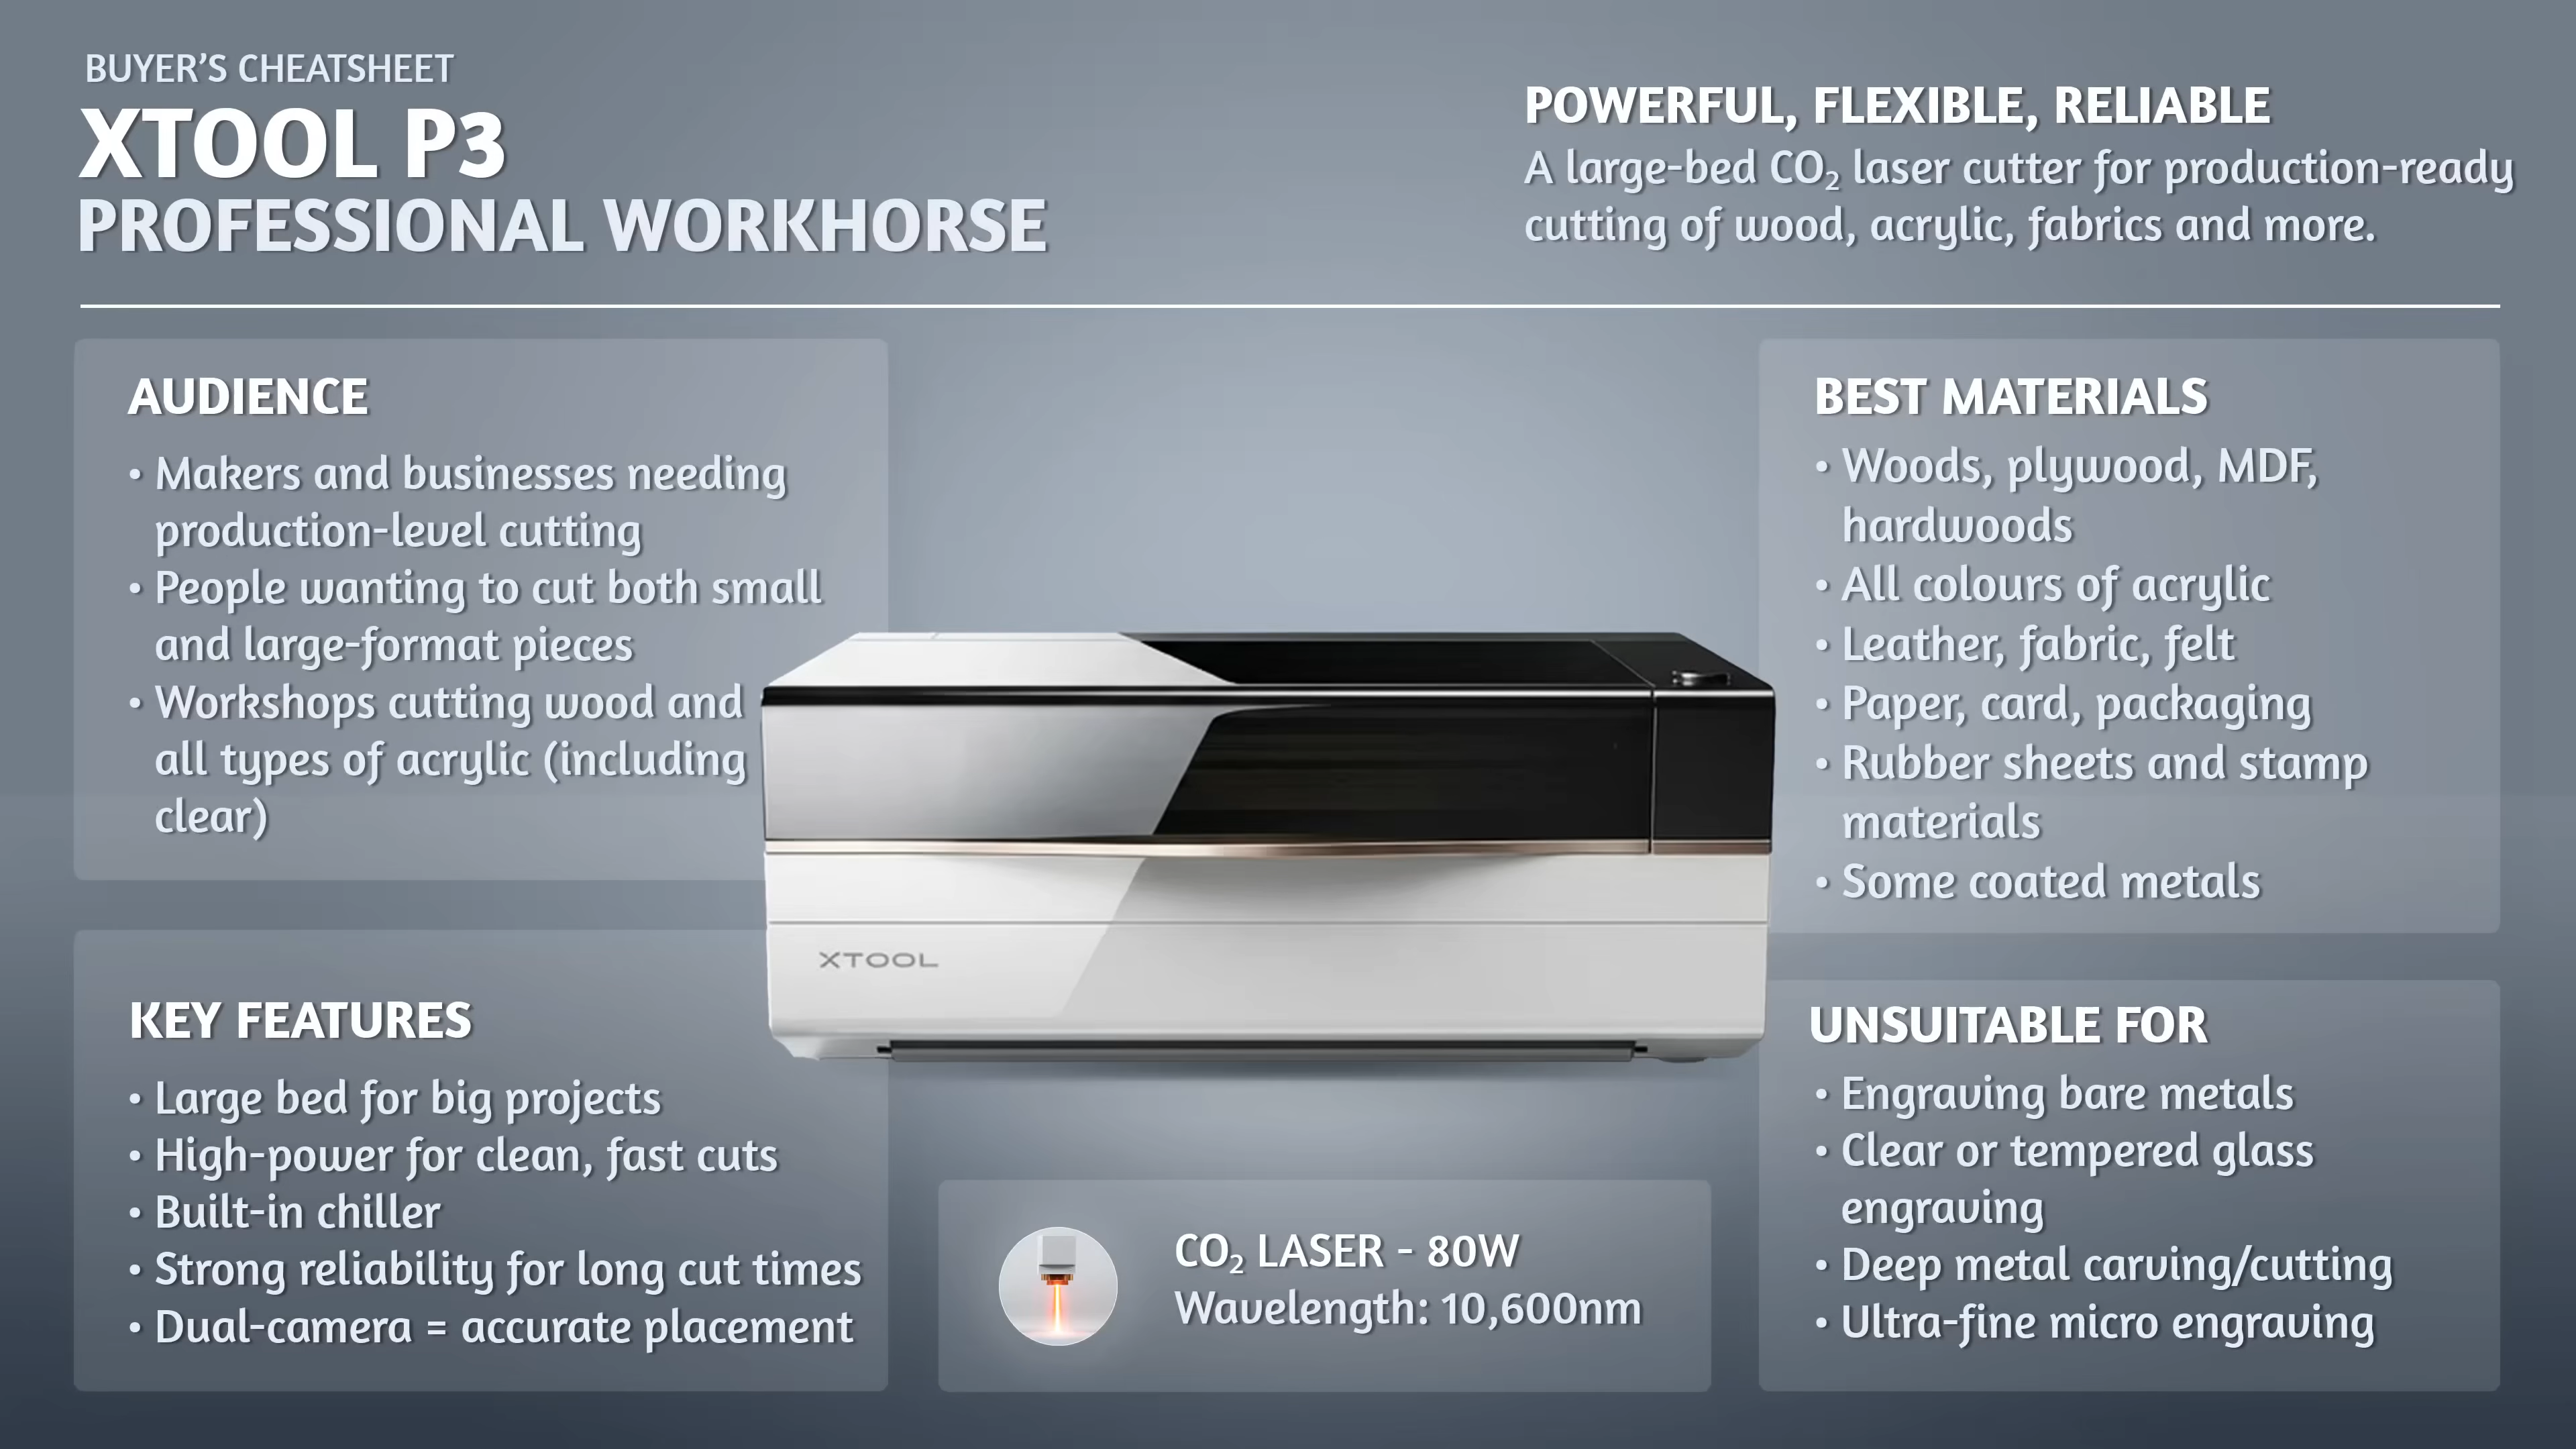 BUYER'S CHEATSHEET
XTOOL P3
PROFESSIONAL WORKHORSE
POWERFUL, FLEXIBLE, RELIABLE
A large-bed CO₂ laser cutter for production-ready
cutting of wood, acrylic, fabrics and more.
AUDIENCE
• Makers and businesses needing
production-level cutting
• People wanting to cut both small
and large-format pieces
• Workshops cutting wood and
all types of acrylic (including
clear)
KEY FEATURES
• Large bed for big projects
• High-power for clean, fast cuts
• Built-in chiller
• Strong reliability for long cut times
• Dual-camera = accurate placement
XTOOL
CO₂ LASER - 80W
Wavelength: 10,600nm
BEST MATERIALS
• Woods, plywood, MDF,
hardwoods
• All colours of acrylic
• Leather, fabric, felt
• Paper, card, packaging
• Rubber sheets and stamp
materials
• Some coated metals
UNSUITABLE FOR
• Engraving bare metals
• Clear or tempered glass
engraving
• Deep metal carving/cutting
• Ultra-fine micro engraving